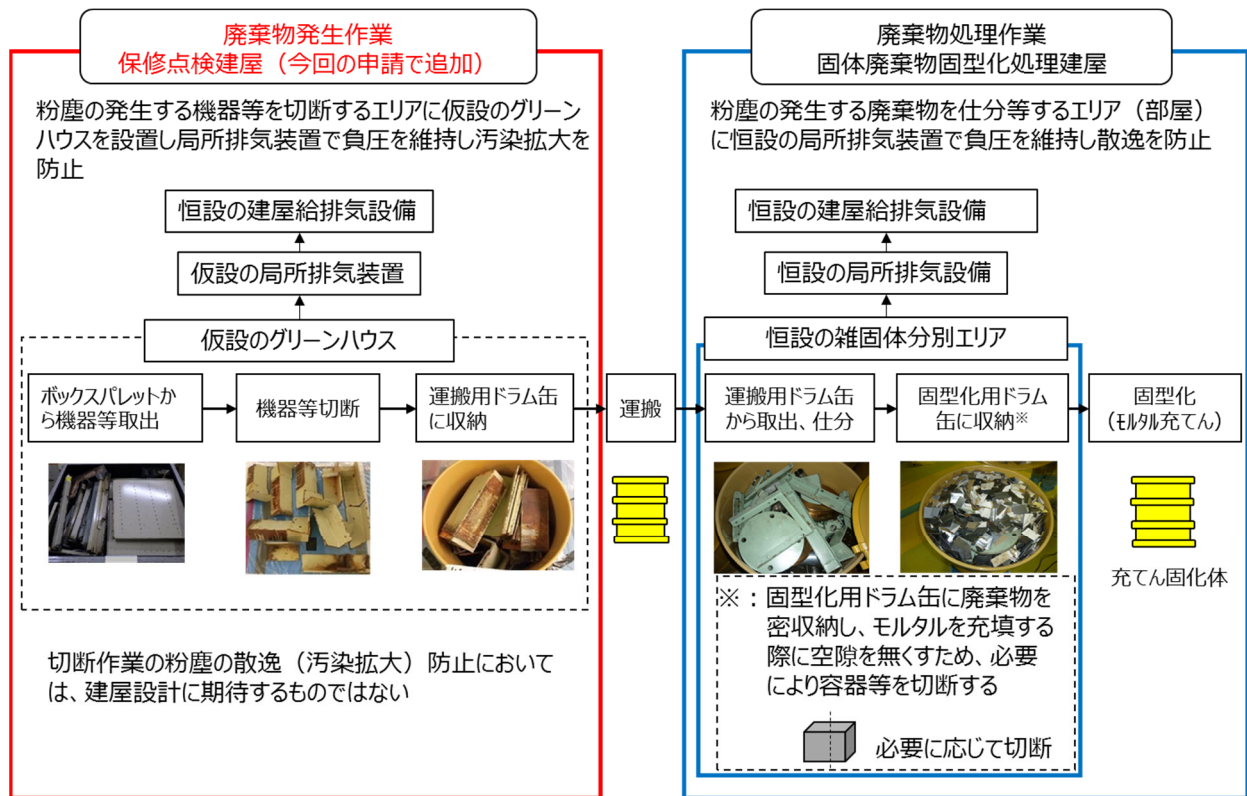 廃棄物発生作業
保修点検建屋（今回の申請で追加）
粉塵の発生する機器等を切断するエリアに仮設のグリーン
ハウスを設置し局所排気装置で負圧を維持し汚染拡大を
防止
恒設の建屋給排気設備
仮設の局所排気装置
仮設のグリーンハウス
ボックスパレットか
ら機器等取出
機器等切断
運搬用ドラム缶
に収納
切断作業の粉塵の散逸（汚染拡大）防止において
は、建屋設計に期待するものではない
運搬
廃棄物処理作業
固体廃棄物固型化処理建屋
粉塵の発生する廃棄物を仕分等するエリア（部屋）
に恒設の局所排気装置で負圧を維持し散逸を防止
恒設の建屋給排気設備
恒設の局所排気設備
恒設の雑固体分別エリア
運搬用ドラム缶
から取出、仕分
固型化用ドラム
缶に収納※
固型化
（ﾓﾙﾀﾙ充てん）
充てん固化体
※：固型化用ドラム缶に廃棄物を
密収納し、モルタルを充填する
際に空隙を無くすため、必要
により容器等を切断する
必要に応じて切断